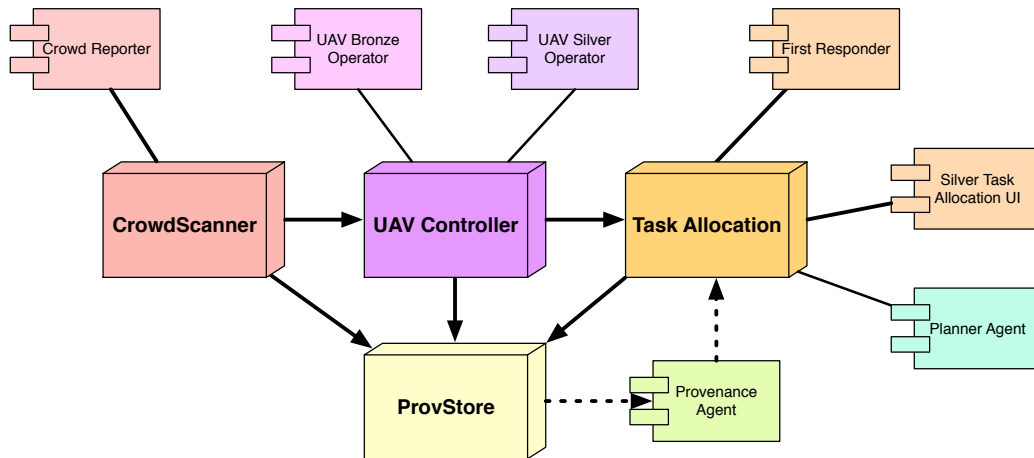 Crowd Reporter
UAV Bronze
Operator
UAV Silver
Operator
First Responder
CrowdScanner
UAV Controller
Task Allocation
Silver Task
Allocation UI
Planner Agent
ProvStore
Provenance
Agent